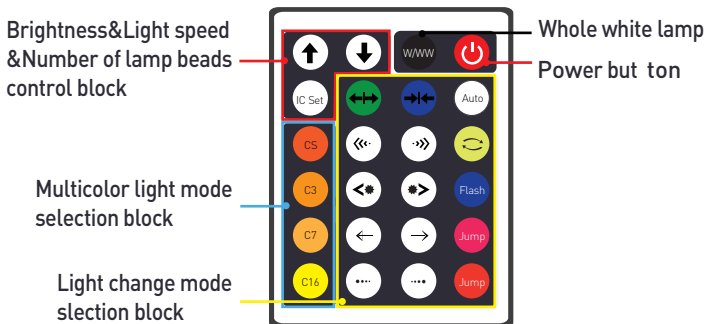 Brightness&Light speed
&Number of lamp beads
control block
Whole white lamp
Power but ton
W/WW
IC Set
Auto
CS
C3
Flash
C7
Jump
C16
Jump
Multicolor light mode
selection block
Light change mode
slection block